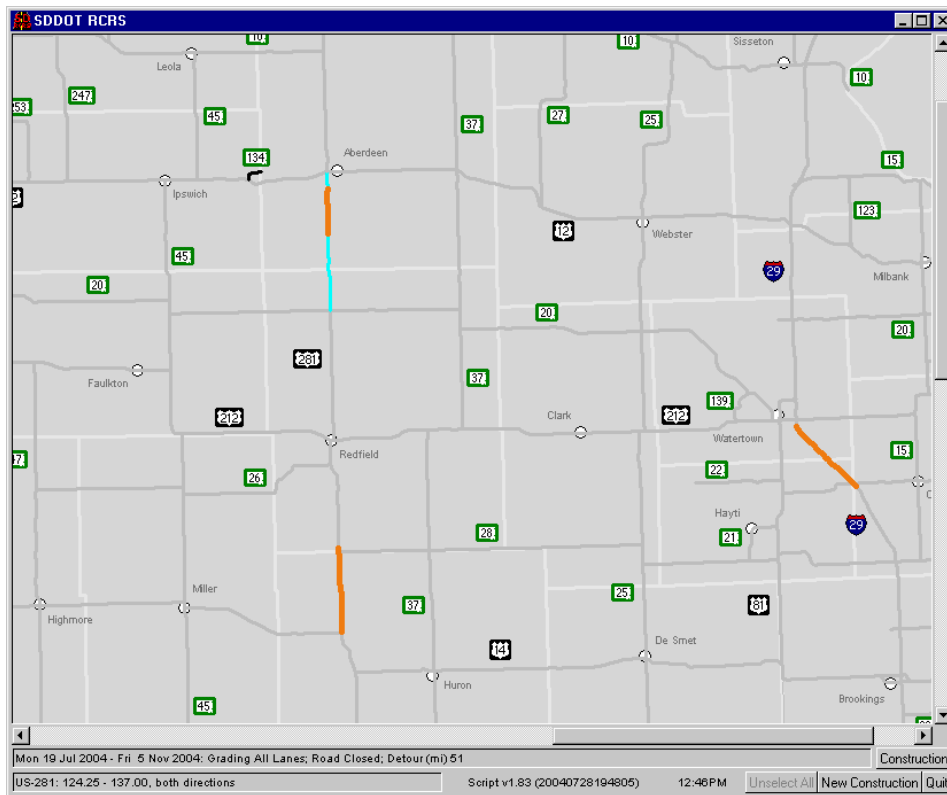 SDDOT RCRS
10
10
Sisseton
Leola
10
247
253
45
27
25
37
134
Aberdeen
15
Ipswich
123
12
Webster
45
29
Milbank
20
20
20
281
Faulkton
37
139
Clark
212
212
Watertown
Redfield
15
47
26
22
Hayti
29
28
21
Miller
25
37
81
Highmore
De Smet
14
Huron
Brookings
45
Mon 19 Jul 2004 - Fri 5 Nov 2004: Grading All Lanes; Road Closed; Detour (mi) 51
Construction
US-281: 124.25 - 137.00, both directions
Script v1.83 (20040728194805)
12:46PM
Unselect All
New Construction
Quit